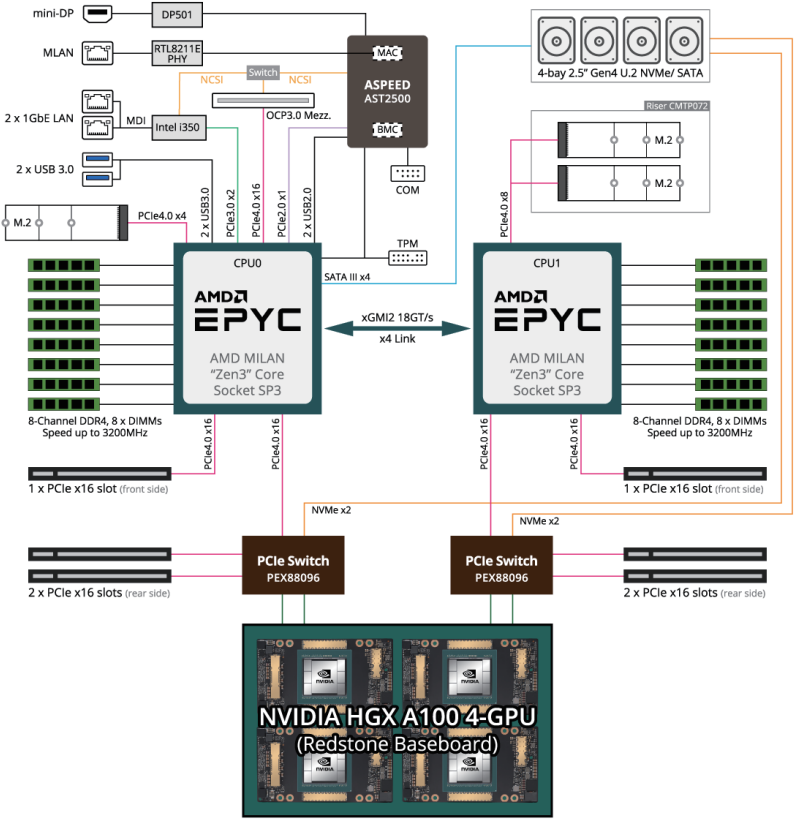 mini-DP
DP501
MLAN
RTL8211E
PHY
MAC
NCSI
Switch
NCSI
ASPEED
AST2500
OCP3.0 Mezz.
2 x 1GbE LAN
MDI
Intel i350
BMC
2 x USB 3.0
COM
4-bay 2.5” Gen4 U.2 NVMe/ SATA
Riser CMTP072
M.2
M.2
M.2
PCIe4.0 x4
2 x USB3.0
PCIe3.0 x2
PCIe4.0 x16
PCIe2.0 x1
2 x USB2.0
TPM
PCIe4.0 x8
SATA III x4
CPU0
AMD
EPYC
AMD MILAN
“Zen3” Core
Socket SP3
xGMI2 18GT/s
x4 Link
CPU1
AMD
EPYC
AMD MILAN
“Zen3” Core
Socket SP3
8-Channel DDR4, 8 x DIMMs
Speed up to 3200MHz
8-Channel DDR4, 8 x DIMMs
Speed up to 3200MHz
PCIe4.0 x16
PCIe4.0 x16
PCIe4.0 x16
PCIe4.0 x16
1 x PCIe x16 slot (front side)
1 x PCIe x16 slot (front side)
NVMe x2
NVMe x2
PCIe Switch
PEX88096
PCIe Switch
PEX88096
2 x PCIe x16 slots (rear side)
2 x PCIe x16 slots (rear side)
NVIDIA
NVIDIA
NVIDIA HGX A100 4-GPU
(Redstone Baseboard)
NVIDIA
NVIDIA